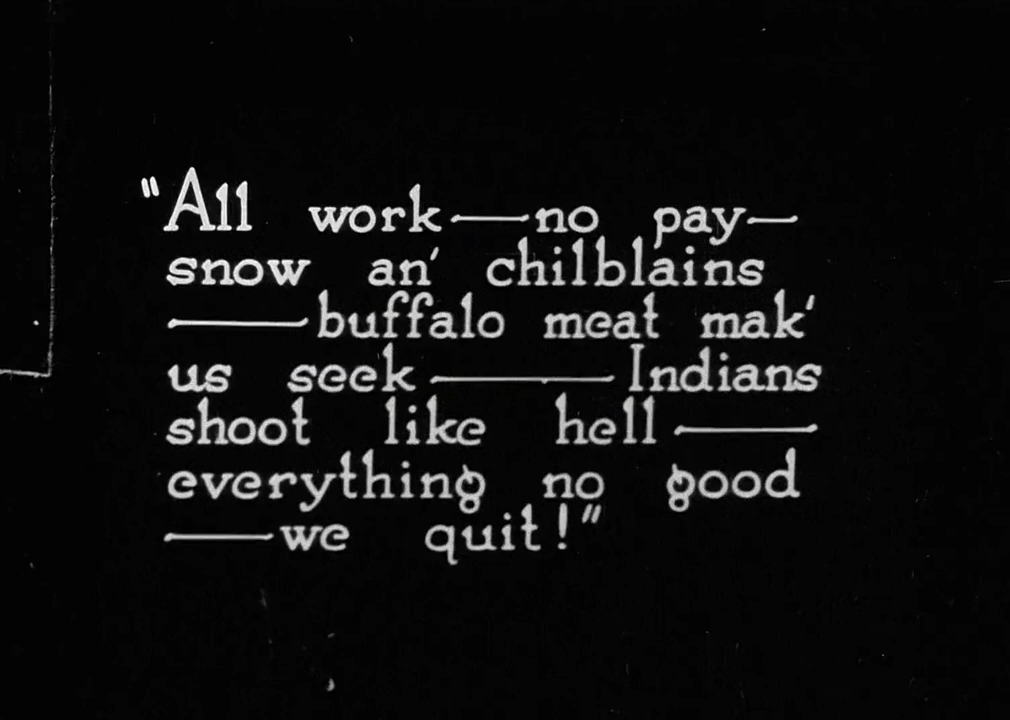 "All work—no pay—
snow an' chilblains
—buffalo meat mak'
us seek—Indians
shoot like hell—
everything no good
—we quit!"